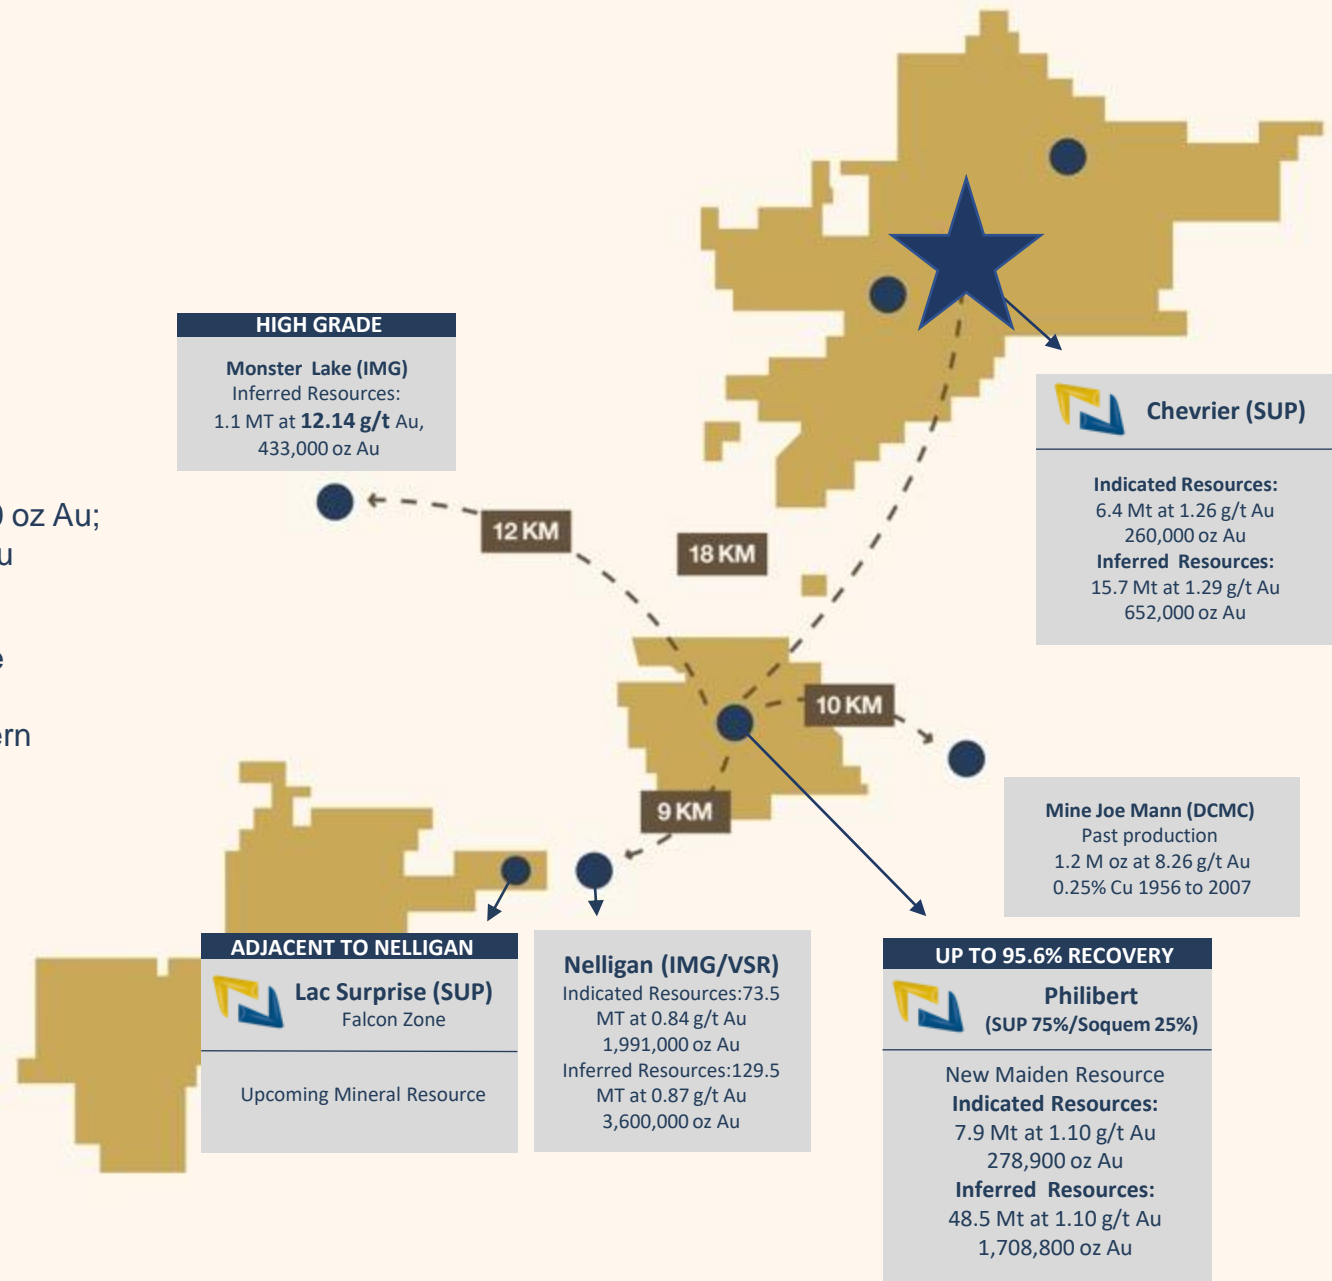 HIGH GRADE
Monster Lake (IMG)
Inferred Resources:
1.1 MT at 12.14 g/t Au,
433,000 oz Au
Chevrier (SUP)
Indicated Resources:
6.4 Mt at 1.26 g/t Au
260,000 oz Au
Inferred Resources:
15.7 Mt at 1.29 g/t Au
652,000 oz Au
oz Au;
12 KM
18 KM
10 KM
9 KM
Mine Joe Mann (DCMC)
Past production
1.2 M oz at 8.26 g/t Au
0.25% Cu 1956 to 2007
ADJACENT TO NELLIGAN
Lac Surprise (SUP)
Falcon Zone
Upcoming Mineral Resource
Nelligan (IMG/VSR)
Indicated Resources:73.5
MT at 0.84 g/t Au
1,991,000 oz Au
Inferred Resources:129.5
MT at 0.87 g/t Au
3,600,000 oz Au
UP TO 95.6% RECOVERY
Philibert
(SUP 75%/Soquem 25%)
New Maiden Resource
Indicated Resources:
7.9 Mt at 1.10 g/t Au
278,900 oz Au
Inferred Resources:
48.5 Mt at 1.10 g/t Au
1,708,800 oz Au